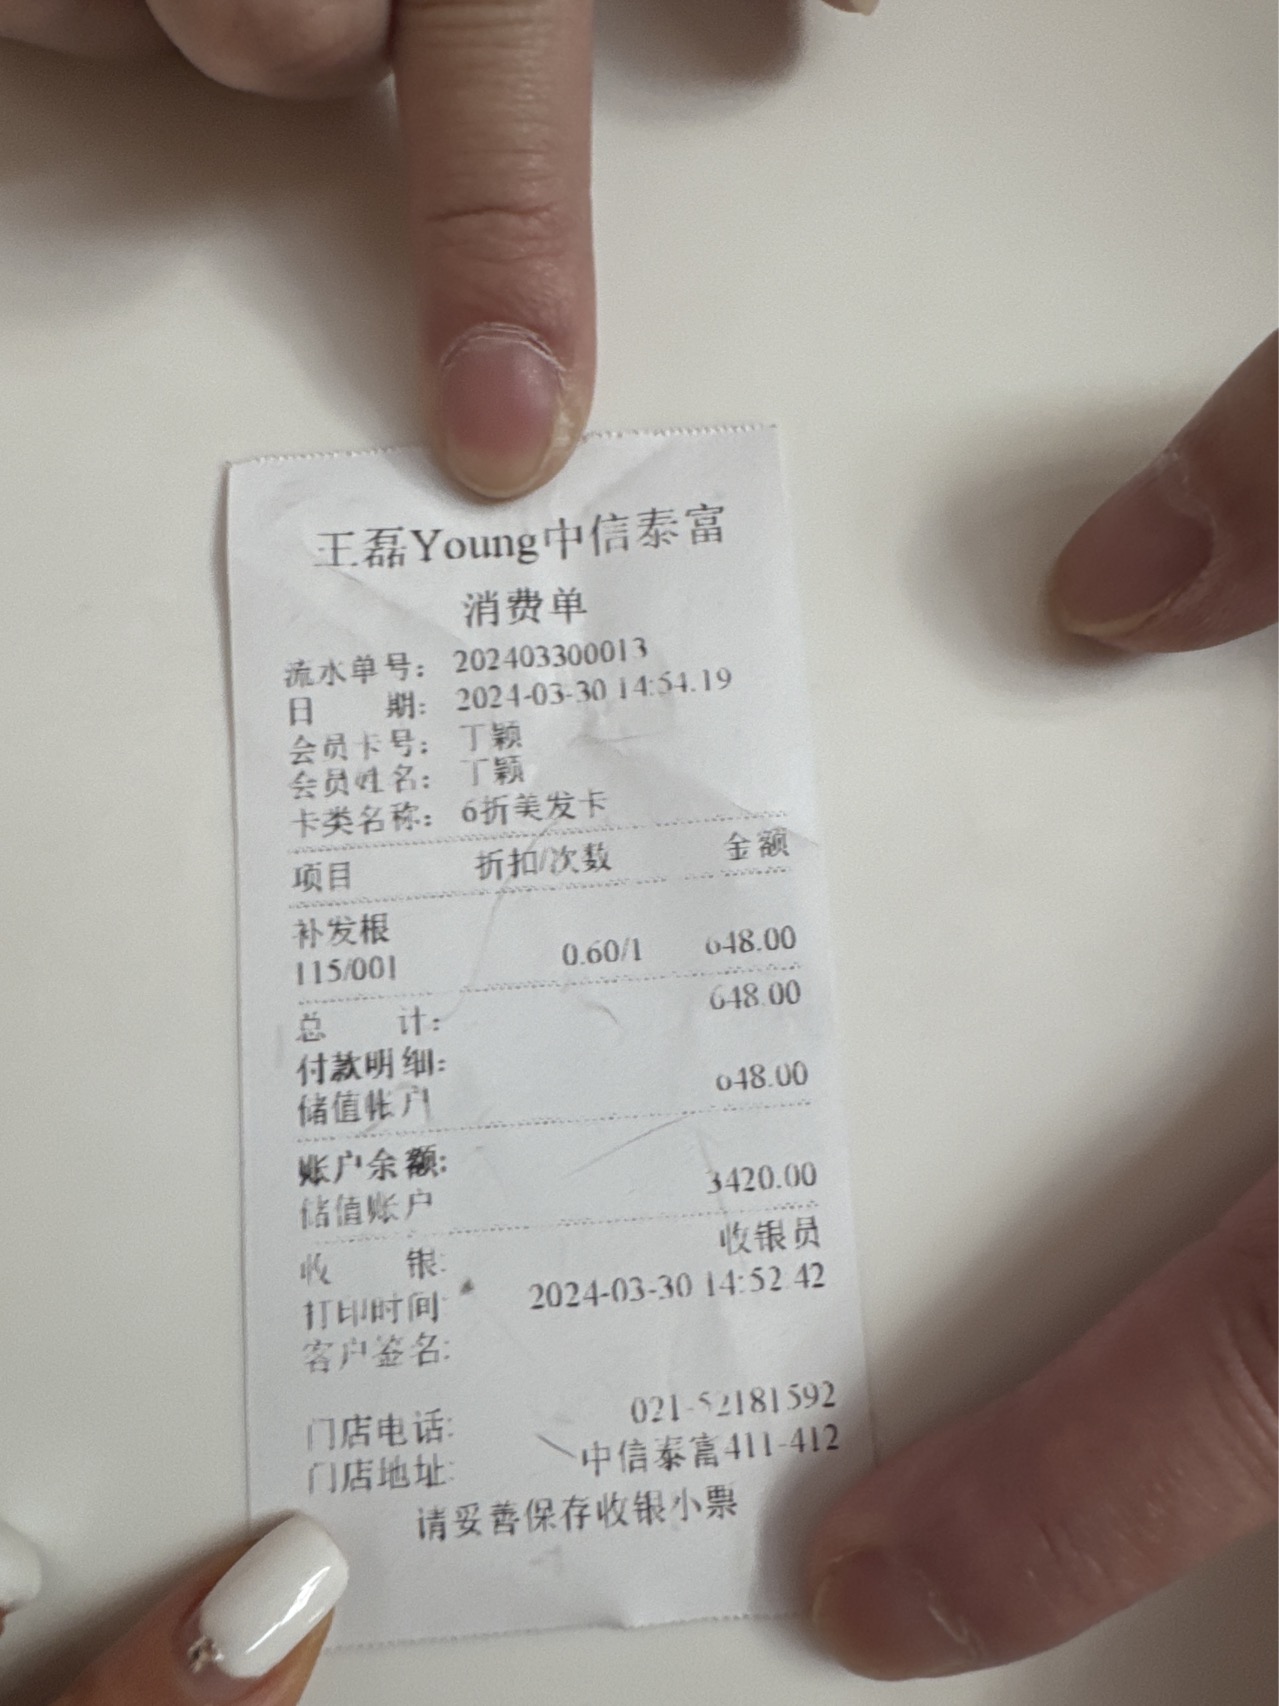 王磊Young中信泰富
消费单
流水单号： 202403300013
日 期： 2024-03-30 14:54:19
会员卡号： 丁颖
会员姓名： 丁颖
卡类名称： 6折美发卡
项目 折扣/次数 金额
补发根
115/001 0.60/1 648.00
总 计： 648.00
付款明细:
储值帐户 648.00
账户余额:
储值账户 3420.00
收 银: 收银员
打印时间: 2024-03-30 14:52:42
客户签名:
门店电话: 021-52181592
门店地址: 中信泰富411-412
请妥善保存收银小票